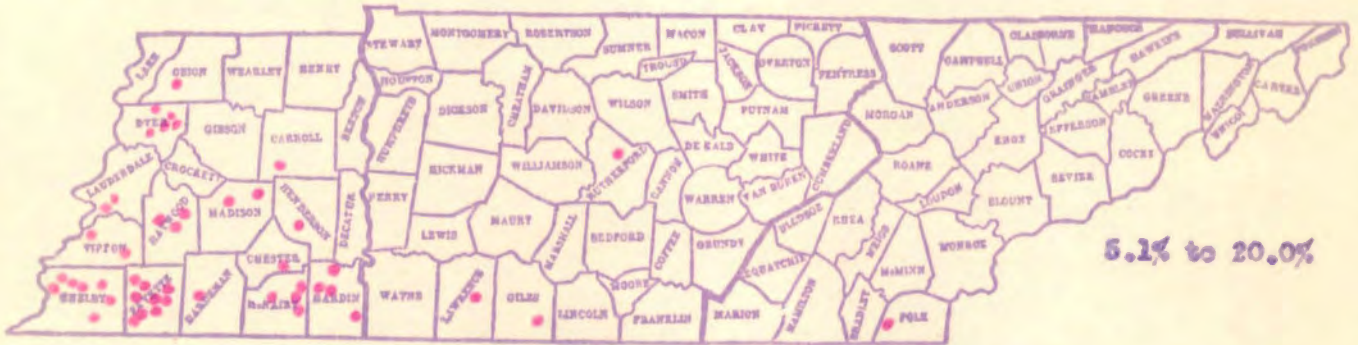 STEWART
MONTGOMERY
ROBERTSON
SUMNER
MACON
CLAY
PICKETT
SCOTT
CAMPBELL
CLAIBORNE
HANCOCK
HAWKINS
SULLIVAN
LAKE
OBION
WEAKLEY
HENRY
HOUSTON
TROUSD
JACKSON
OVERTON
FENTRESS
UNION
GRAINGER
HAMBLEN
GREENE
WASHINGTON
CARTER
UNICOI
DYER
GIBSON
CARROLL
BENTON
HUMPHREYS
DICKSON
CHEATHAM
DAVIDSON
WILSON
SMITH
PUTNAM
MORGAN
ANDERSON
KNOX
JEFFERSON
COCKE
LAUDERDALE
CROCKETT
HICKMAN
WILLIAMSON
RUTHERFORD
CANNON
DE KALB
WHITE
CUMBERLAND
ROANE
LOUDON
BLOUNT
SEVIER
HAYWOOD
MADISON
HENDERSON
DECATUR
PERRY
LEWIS
MAURY
MARSHALL
BEDFORD
COFFEE
WARREN
VAN BUREN
GRUNDY
BLEDSOE
RHEA
MEIGS
MCMINN
MONROE
TIPTON
CHESTER
SEQUATCHIE
SHELBY
FAYETTE
HARDEMAN
MCNAIRY
HARDIN
WAYNE
LAWRENCE
GILES
LINCOLN
MOORE
FRANKLIN
MARION
HAMILTON
BRADLEY
POLK
5.1% to 20.0%